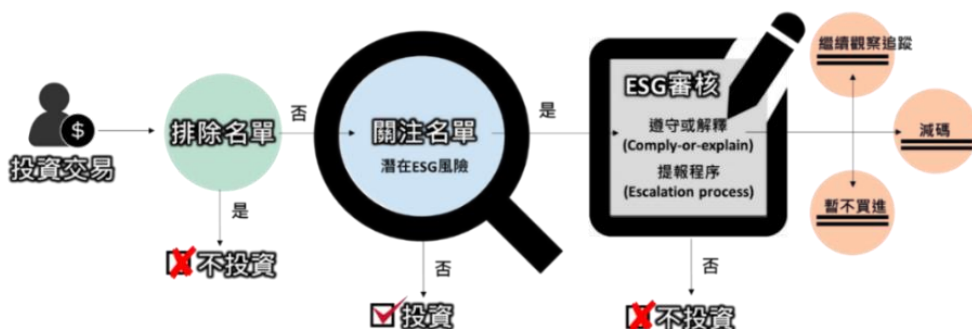 投資交易
$
排除名單
否
是
不投資
關注名單
潛在ESG風險
否
投資
是
ESG審核
遵守或解釋
(Comply-or-explain)
提報程序
(Escalation process)
否
不投資
繼續觀察追蹤
減碼
暫不買進